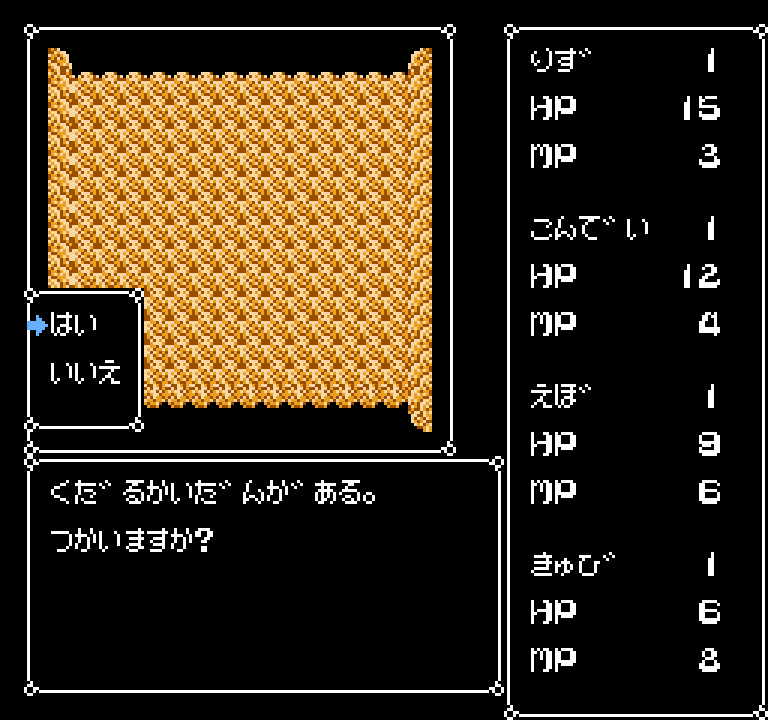 はい
いいえ
くだるかいだんがある。
つかいますか?
りず 1
HP 15
MP 3
こんでい 1
HP 12
MP 4
えぼ 1
HP 9
MP 6
きゅび 1
HP 6
MP 8